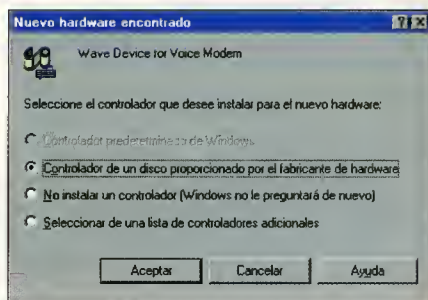 Nuevo hardware encontrado
Wave Device for Voice Modem
Seleccione el controlador que desee instalar para el nuevo hardware:
Controlador predeterminado de Windows
Controlador de un disco proporcionado por el fabricante de hardware
No instalar un controlador (Windows no le preguntará de nuevo)
Seleccionar de una lista de controladores adicionales
Aceptar
Cancelar
Ayuda